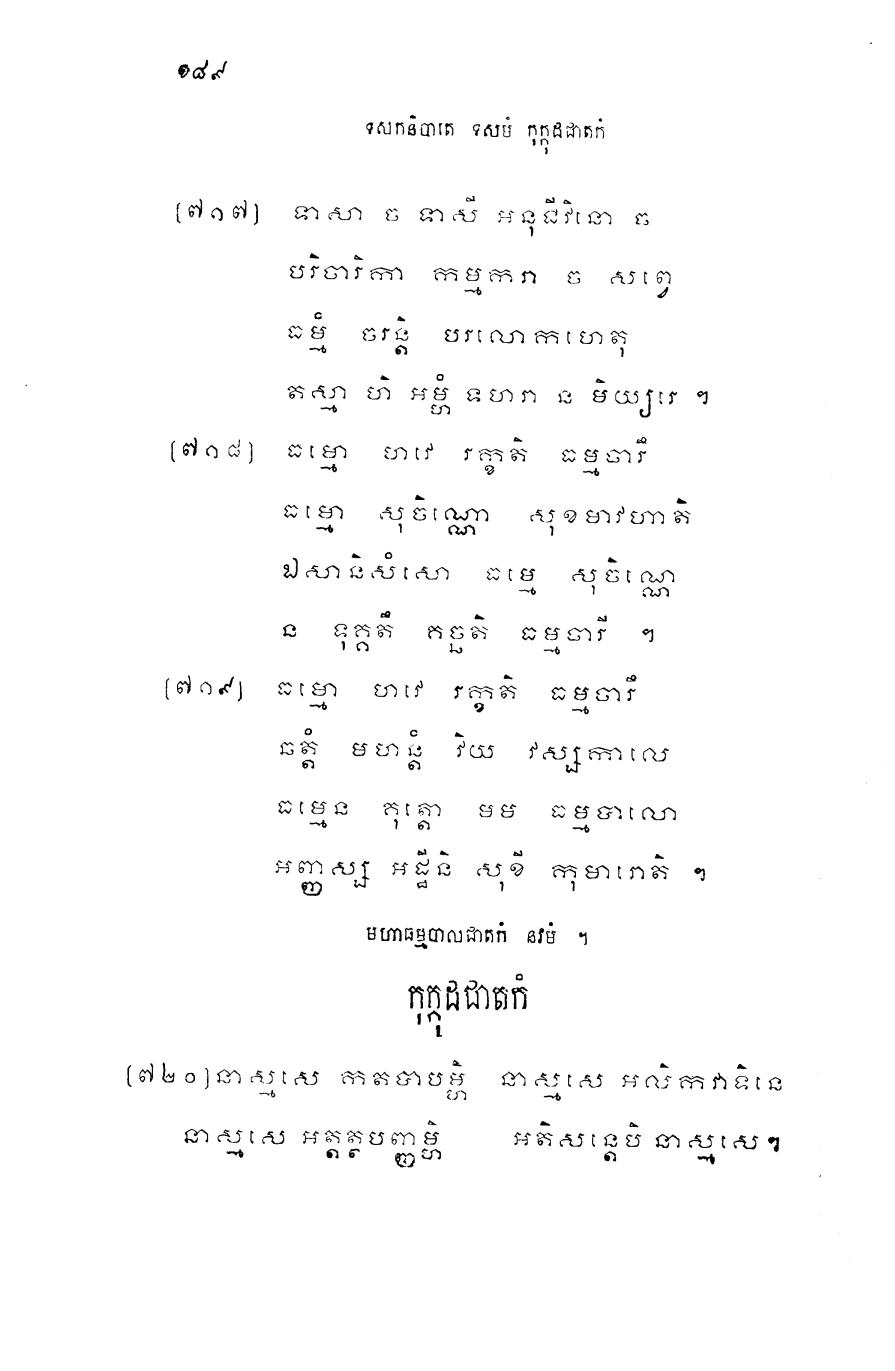 ១៨៩
ទសកនិបាតេ ទសមំ កុក្កុដជាតកំ
(៧១៧) ទាសា ច ទាសី អនុជីវិនោ ច
បរិចារិកា កម្មករា ច សព្វេ
ធម្មំ ចរន្តិ បរលោកហេតុ
តស្មា ហិ អម្ហំ ទហរា ន មិយ្យរេ ។
(៧១៨) ធម្មោ ហវេ រក្ខតិ ធម្មចារឹ
ធម្មោ សុចិណ្ណោ សុខមាវហាតិ
ឯសានិសំសោ ធម្មេ សុចិណ្ណេ
ន ទុគ្គតឹ គច្ឆតិ ធម្មចារី ។
(៧១៩) ធម្មោ ហវេ រក្ខតិ ធម្មចារឹ
ឆត្តំ មហន្តំ វិយ វស្សកាលេ
ធម្មេន គុត្តោ មម ធម្មបាលោ
អញ្ញស្ស អដ្ឋីនិ សុខី កុមារោតិ ។
មហាធម្មបាលជាតកំ នវមំ ។
កុក្កុដជាតកំ
(៧២០) នាស្មសេ កតបាបម្ហិ នាស្មសេ អលិកវាទិនេ
នាស្មសេ អត្តត្ថបញ្ញម្ហិ អតិសន្តេបិ នាស្មសេ។